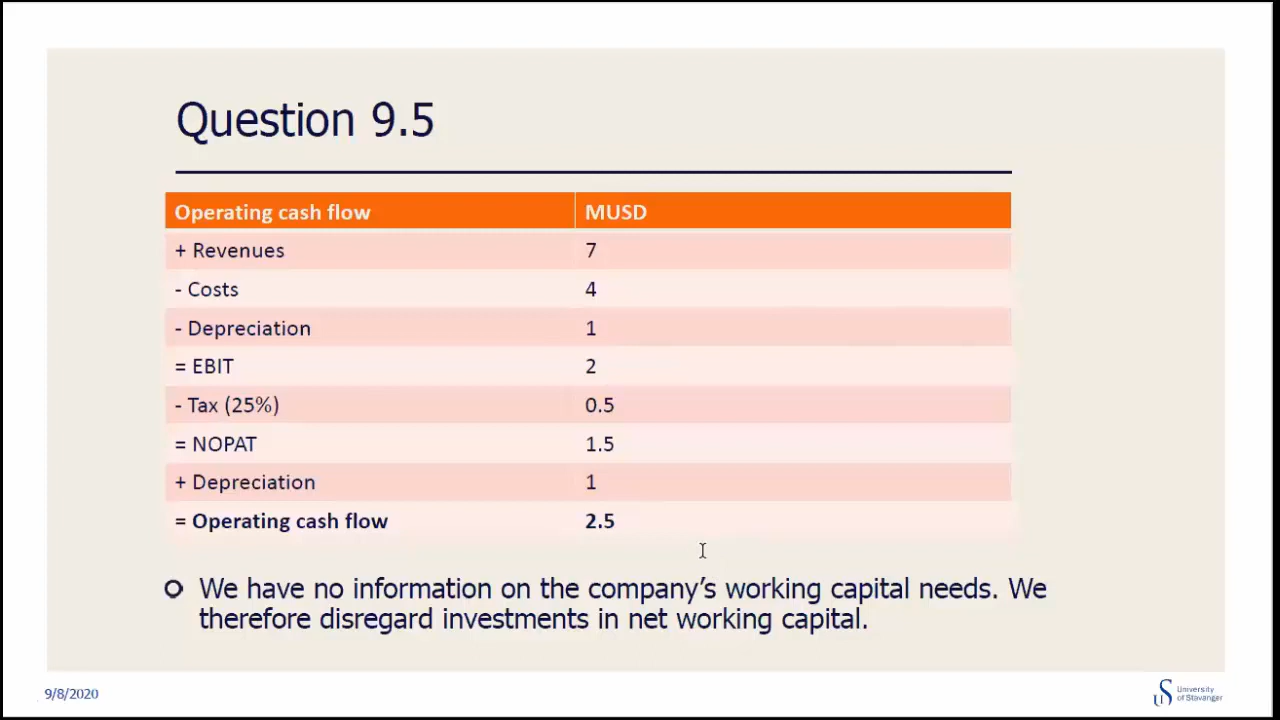 Question 9.5
Operating cash flow MUSD
+ Revenues 7
- Costs 4
- Depreciation 1
= EBIT 2
- Tax (25%) 0.5
= NOPAT 1.5
+ Depreciation 1
= Operating cash flow 2.5
We have no information on the company's working capital needs. We
therefore disregard investments in net working capital.
9/8/2020
University
of Stavanger